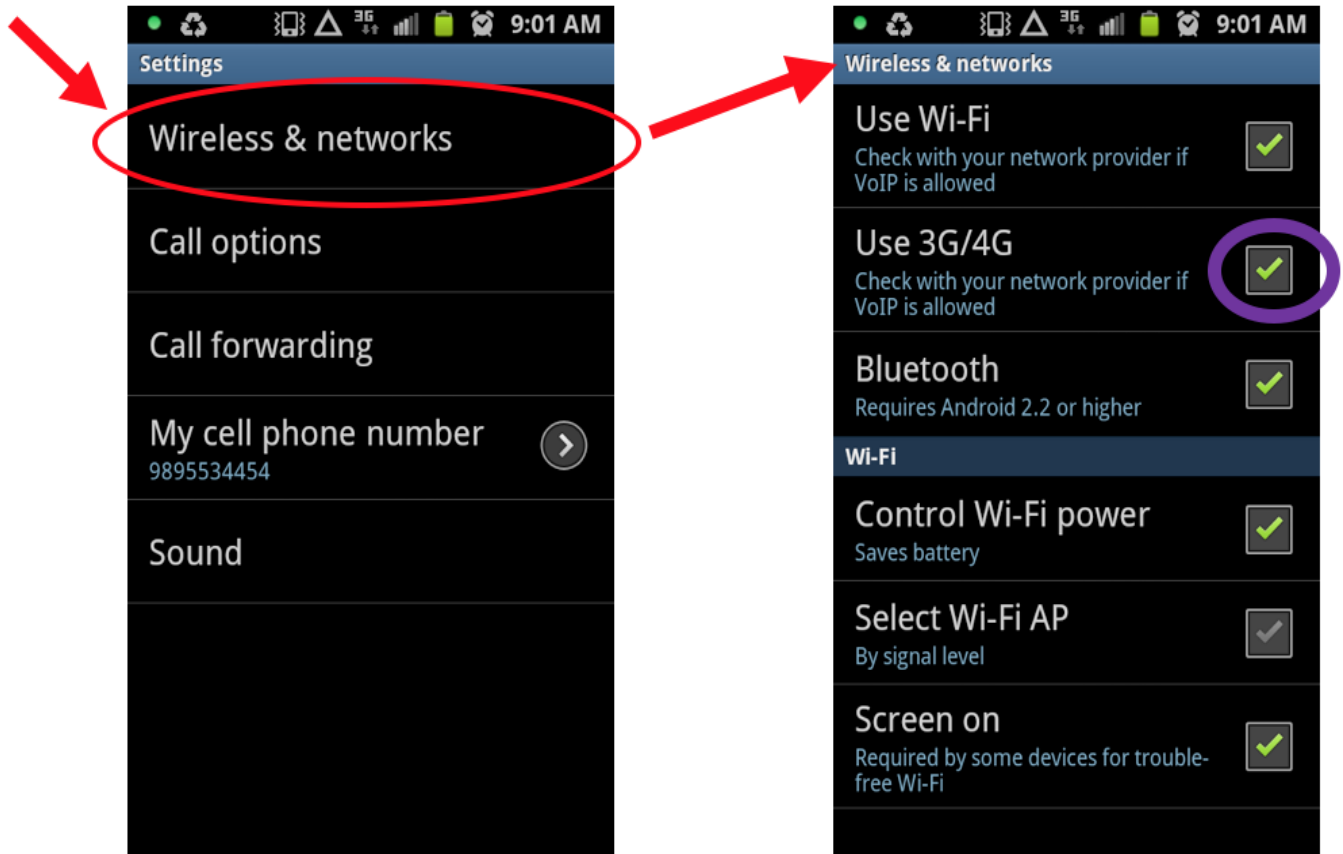 3G 9:01 AM
Settings
Wireless & networks
Call options
Call forwarding
My cell phone number
9895534454
Sound
3G 9:01 AM
Wireless & networks
Use Wi-Fi
Check with your network provider if
VoIP is allowed
Use 3G/4G
Check with your network provider if
VoIP is allowed
Bluetooth
Requires Android 2.2 or higher
Wi-Fi
Control Wi-Fi power
Saves battery
Select Wi-Fi AP
By signal level
Screen on
Required by some devices for trouble-
free Wi-Fi